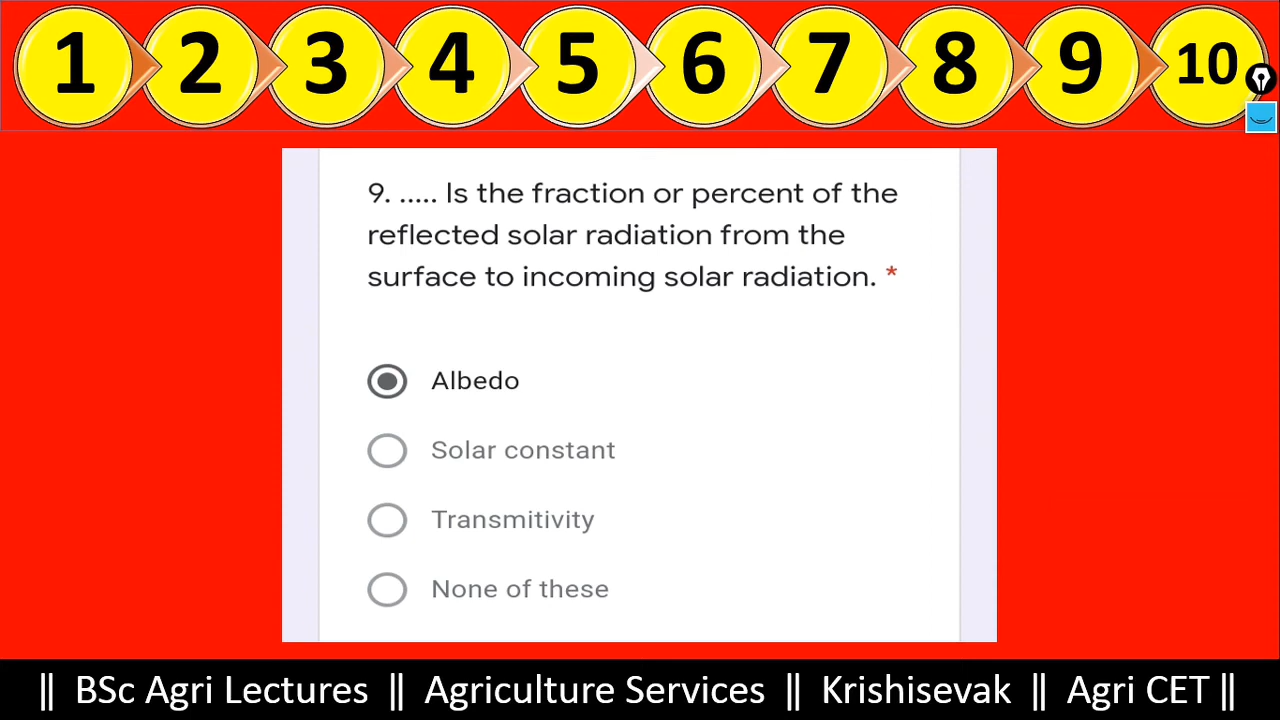 1 2 3 4 5 6 7 8 9 10
9. ..... Is the fraction or percent of the
reflected solar radiation from the
surface to incoming solar radiation. *
Albedo
Solar constant
Transmitivity
None of these
|| BSc Agri Lectures || Agriculture Services || Krishisevak || Agri CET ||